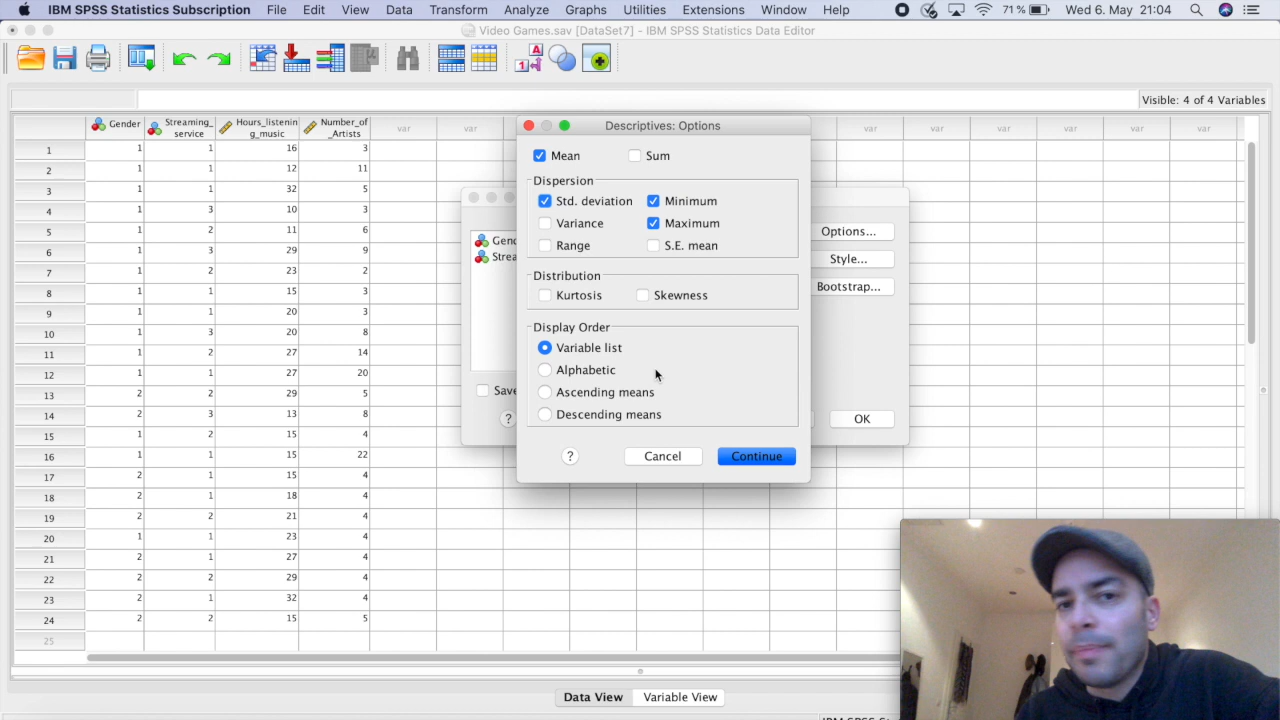 IBM SPSS Statistics Subscription File Edit View Data Transform Analyze Graphs Utilities Extensions Window Help 71% Wed 6. May 21:04
Video Games.sav [DataSet7] - IBM SPSS Statistics Data Editor
Visible: 4 of 4 Variables
Gender Streaming_service Hours_listening_music Number_of_Artists var var var var var var var var
1 1 1 16 3
2 1 1 12 11
3 1 1 32 5
4 1 3 10 3
5 1 2 11 6
6 1 3 29 9
7 1 2 23 2
8 1 1 15 3
9 1 1 20 3
10 1 3 20 8
11 1 2 27 14
12 1 1 27 20
13 2 2 29 5
14 2 3 13 8
15 1 2 15 4
16 1 1 15 22
17 2 1 15 4
18 2 1 18 4
19 2 2 21 4
20 1 1 23 4
21 2 1 27 4
22 2 2 29 4
23 2 1 32 4
24 2 2 15 5
25
Descriptives: Options
Mean Sum
Dispersion
Std. deviation Minimum
Variance Maximum
Range S.E. mean
Distribution
Kurtosis Skewness
Display Order
Variable list
Alphabetic
Ascending means
Descending means
? Cancel Continue
Options...
Style...
Bootstrap...
Save
? OK
Data View Variable View